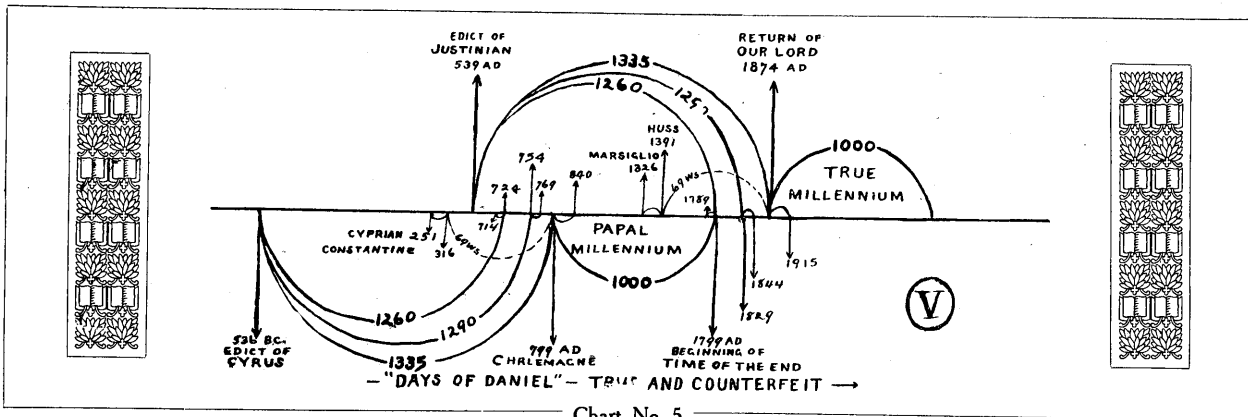 EDICT OF
JUSTINIAN
539 AD
RETURN OF
OUR LORD
1874 AD
1335
1260
1290
HUSS
1391
MARSIGLIO
1326
754
769
724
840
69 WS
1789
1000
TRUE
MILLENNIUM
CYPRIAN 251
CONSTANTINE
316
69 WS
714
PAPAL
MILLENNIUM
1000
1915
1844
1829
V
1260
1290
1335
536 B.C.
EDICT OF
CYRUS
799 AD
CHRLEMAGNE
1799 AD
BEGINNING OF
TIME OF THE END
— "DAYS OF DANIEL" — TRUE AND COUNTERFEIT →
Chart No. 5